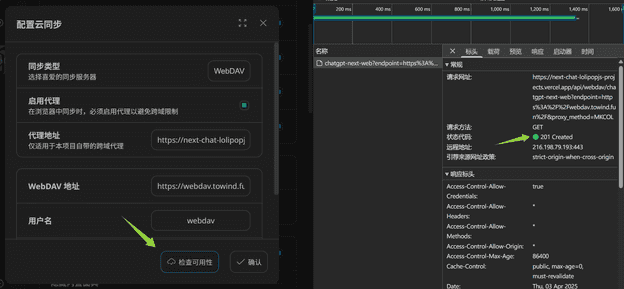 配置云同步
同步类型
选择喜爱的同步服务器
WebDAV
启用代理
在浏览器中同步时，必须启用代理以避免跨域限制
代理地址
仅适用于本项目自带的跨域代理
https://next-chat-lolipopj
WebDAV 地址
https://webdav.towind.fu
用户名
webdav
检查可用性
确认
200 ms
400 ms
600 ms
800 ms
1,000 ms
1,200 ms
1,400 ms
1,600
名称
chatgpt-next-web?endpoint=https%3A%...
标头
载荷
预览
响应
启动器
时间
常规
请求网址:
https://next-chat-lolipopjs-projects.vercel.app/api/webdav/chatgpt-next-web?endpoint=https%3A%2F%2Fwebdav.towind.fun%2F&proxy_method=MKCOL
请求方法:
GET
状态代码:
201 Created
远程地址:
216.198.79.193:443
引荐来源网址政策:
strict-origin-when-cross-origin
响应标头
Access-Control-Allow-Credentials:
true
Access-Control-Allow-Headers:
*
Access-Control-Allow-Methods:
*
Access-Control-Allow-Origin:
*
Access-Control-Max-Age:
86400
Cache-Control:
public, max-age=0, must-revalidate
Date:
Thu, 03 Apr 2025